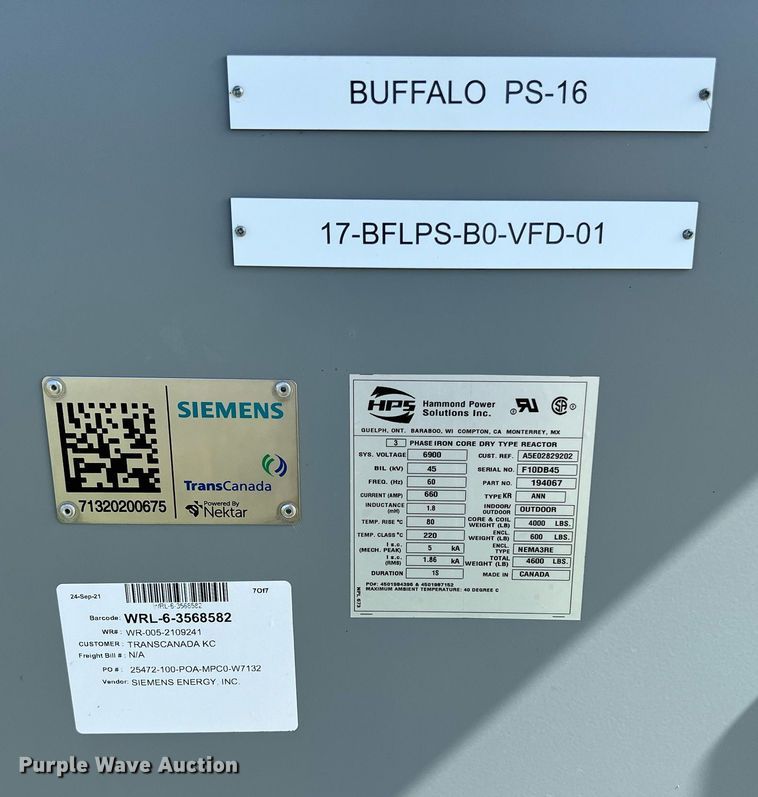 BUFFALO PS-16
17-BFLPS-B0-VFD-01
SIEMENS
TransCanada
71320200675
Powered By
Nektar
HPS Hammond Power
Solutions Inc.
GUELPH, ONT. BARABOO, WI COMPTON, CA MONTERREY, MX
3 PHASE IRON CORE DRY TYPE REACTOR
SYS. VOLTAGE 6900 CUST. REF. A5E02829202
BIL (kV) 45 SERIAL NO. F10DB45
FREQ. (Hz) 60 PART NO. 194067
CURRENT (AMP) 660 TYPE KR ANN
INDUCTANCE (mH) 1.8 INDOOR/OUTDOOR OUTDOOR
TEMP. RISE °C 80 CORE & COIL WEIGHT (LB) 4000 LBS.
TEMP. CLASS °C 220 ENCL. WEIGHT (LB) 600 LBS.
I s.c. (MECH. PEAK) 5 kA ENCL. TYPE NEMA3RE
I s.c. (RMS) 1.86 kA TOTAL WEIGHT (LB) 4600 LBS.
DURATION 1S MADE IN CANADA
PO#: 4501984396 & 4501987152
MAXIMUM AMBIENT TEMPERATURE: 40 DEGREE C
NPL 673
24-Sep-21 7Of7
WRL-6-3568582
Barcode: WRL-6-3568582
WR#: WR-005-2109241
CUSTOMER : TRANSCANADA KC
Freight Bill # : N/A
PO # : 25472-100-POA-MPC0-W7132
Vendor: SIEMENS ENERGY, INC.
Purple Wave Auction